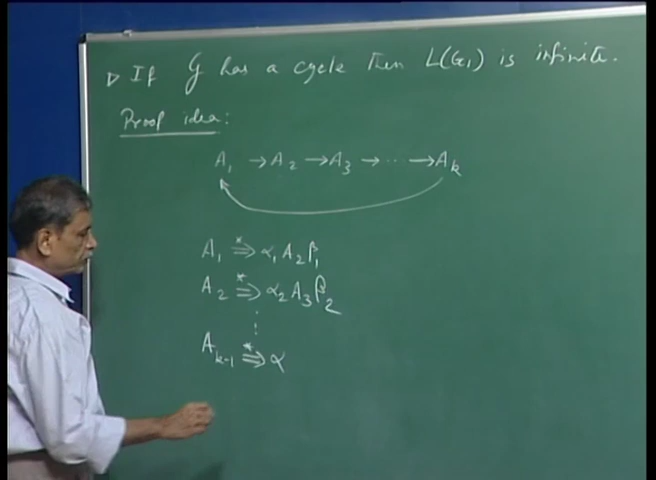 ▷ If G has a cycle then L(G₁) is infinite.
Proof idea:
A₁ → A₂ → A₃ → ⋯ → Aₖ
A₁ ⇒* α₁ A₂ β₁
A₂ ⇒* α₂ A₃ β₂
⋮
Aₖ₋₁ ⇒* α